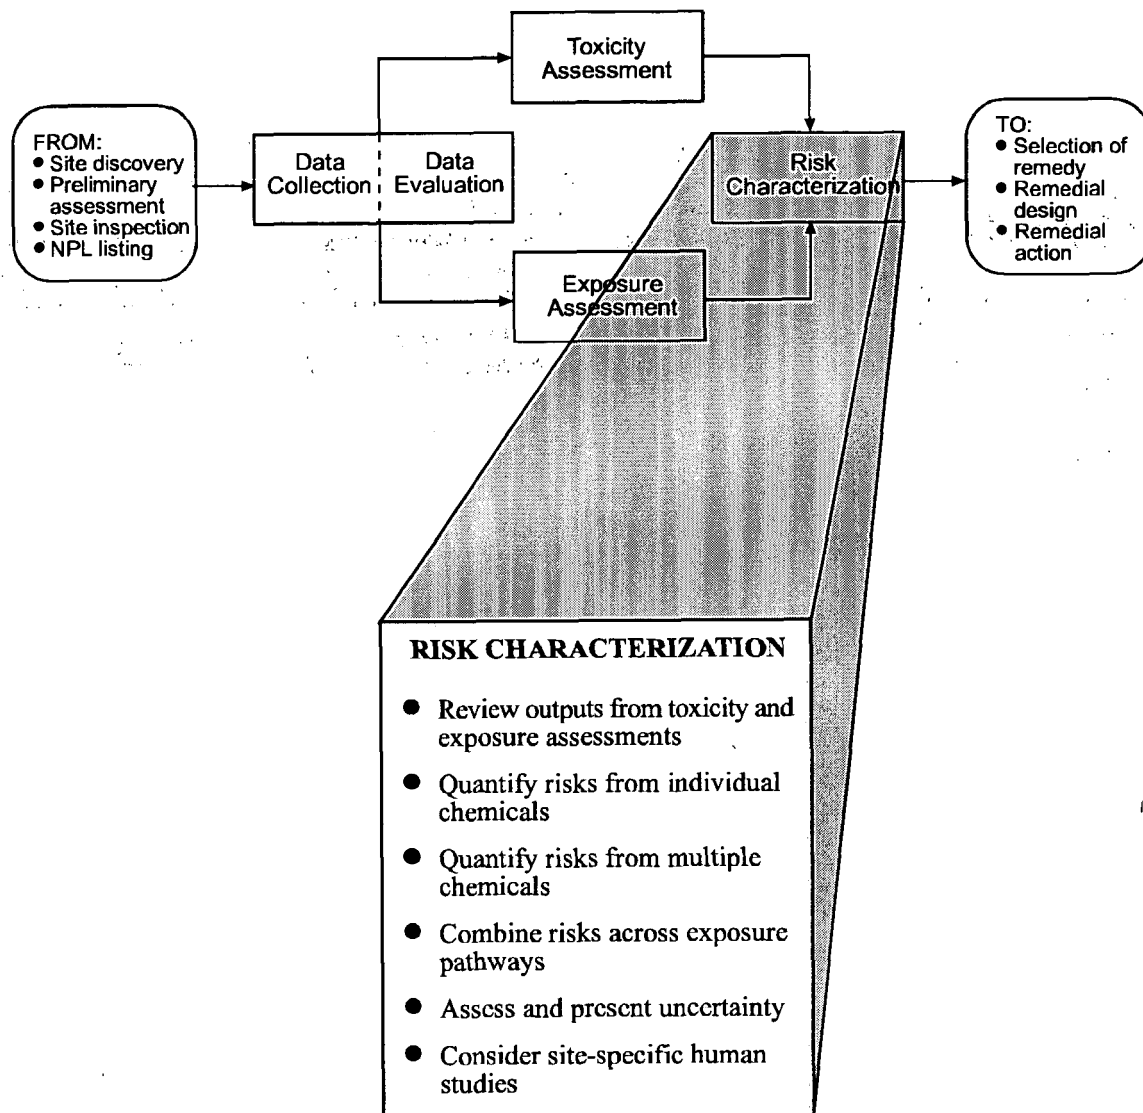 Toxicity
Assessment
FROM:
● Site discovery
● Preliminary
assessment
● Site inspection
● NPL listing
Data
Collection
Data
Evaluation
Risk
Characterization
TO:
● Selection of
remedy
● Remedial
design
● Remedial
action
Exposure
Assessment
RISK CHARACTERIZATION
● Review outputs from toxicity and
exposure assessments
● Quantify risks from individual
chemicals
● Quantify risks from multiple
chemicals
● Combine risks across exposure
pathways
● Assess and present uncertainty
● Consider site-specific human
studies